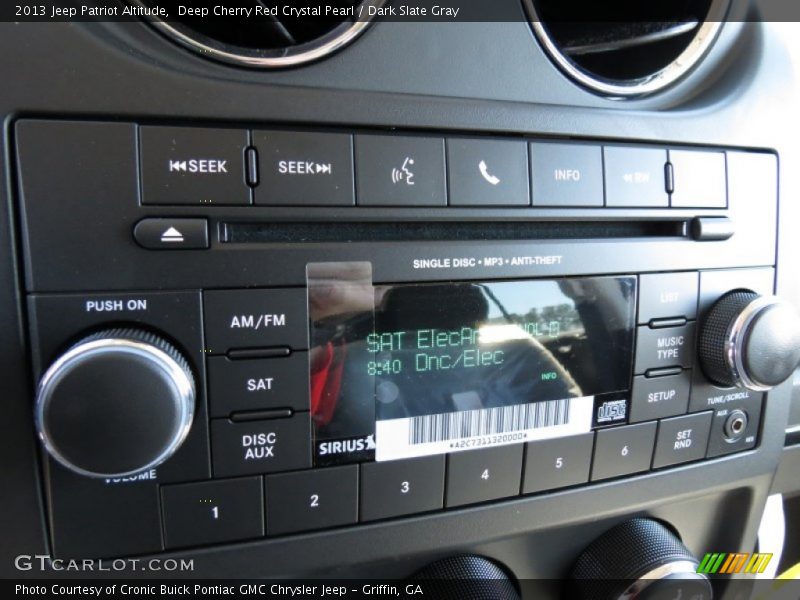 2013 Jeep Patriot Altitude,  Deep Cherry Red Crystal Pearl / Dark Slate Gray
SEEK
SEEK
INFO
RW
SINGLE DISC • MP3 • ANTI-THEFT
PUSH ON
AM/FM
SAT
DISC
AUX
SAT
8:40 Dnc/Elec
INFO
SIRIUS
*A2C7311320000*
disc
LIST
MUSIC
TYPE
SETUP
TUNE/SCROLL
AUX
SET
RND
VOLUME
1
2
3
4
5
6
GTCARLOT.COM
Photo Courtesy of Cronic Buick Pontiac GMC Chrysler Jeep – Griffin, GA